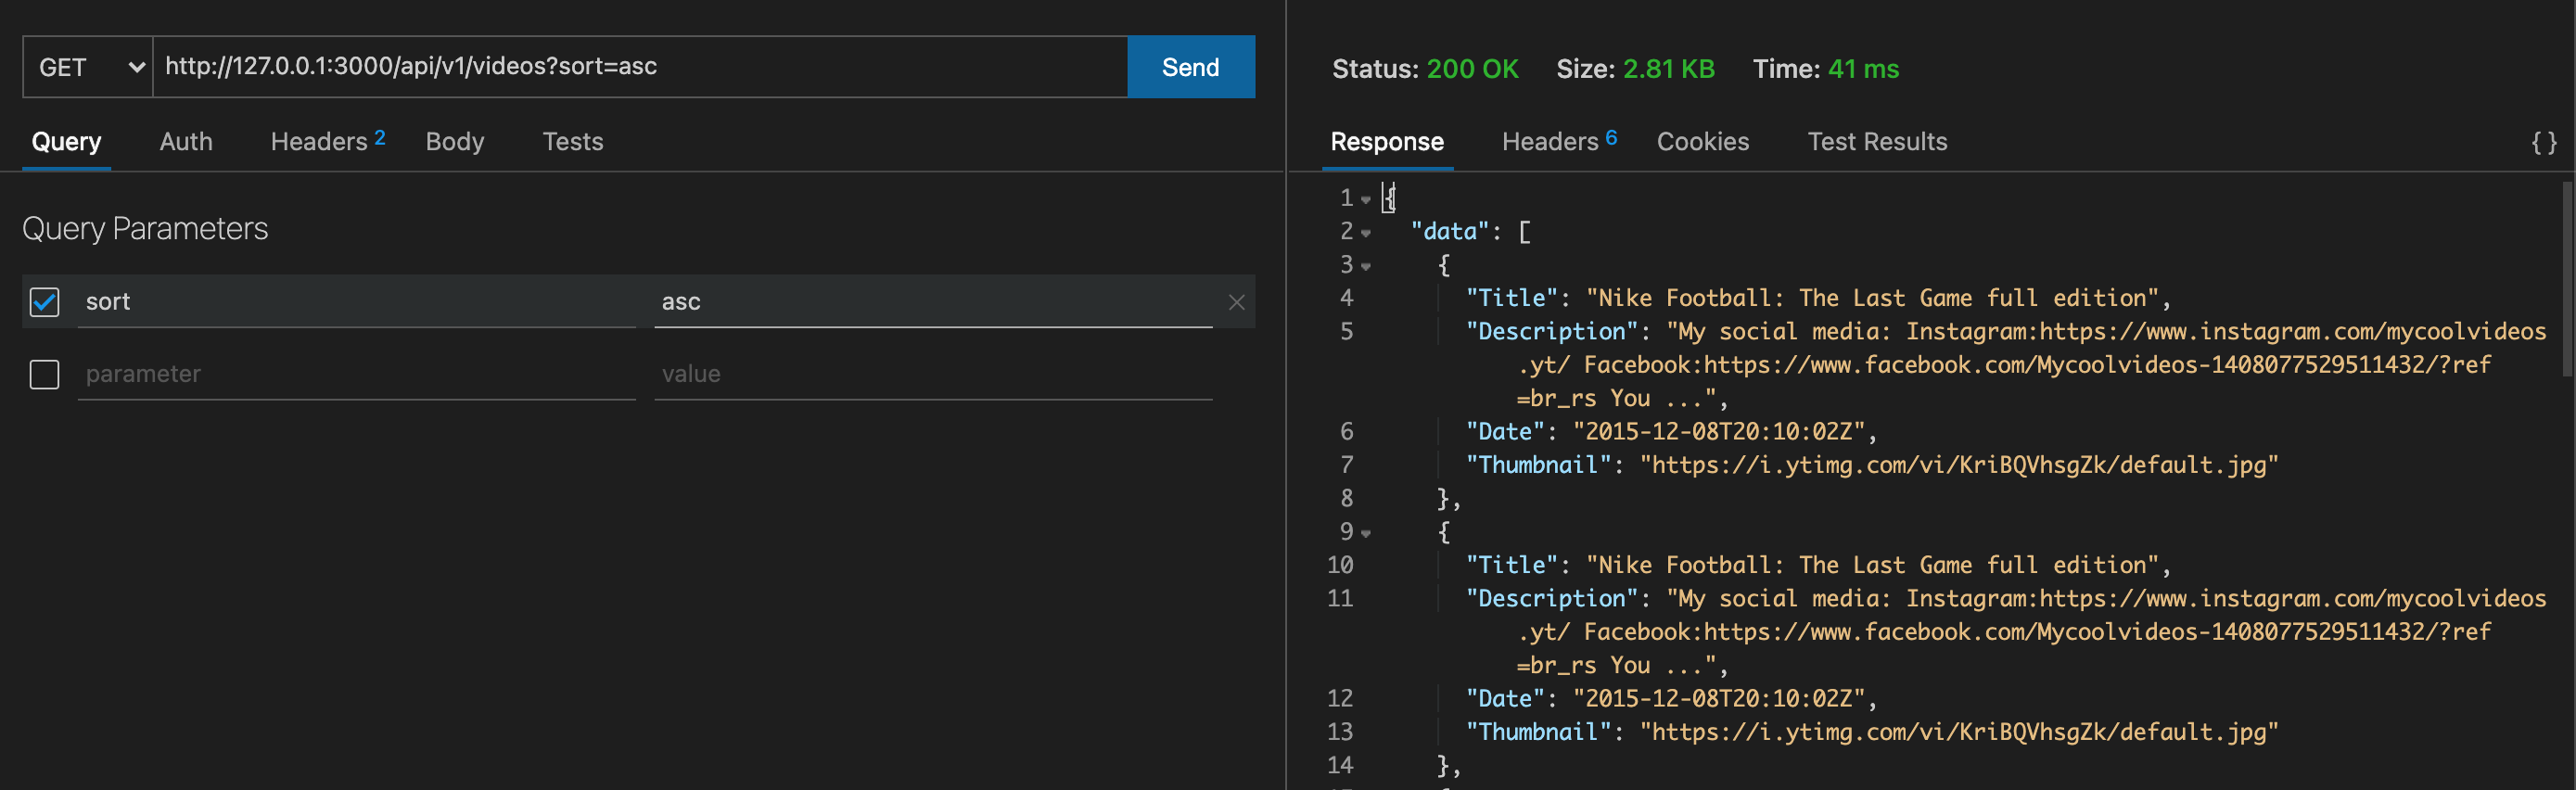 GET http://127.0.0.1:3000/api/v1/videos?sort=asc Send
Query Auth Headers 2 Body Tests
Query Parameters
sort asc
parameter value
Status: 200 OK Size: 2.81 KB Time: 41 ms
Response Headers 6 Cookies Test Results {}
1 {
2 "data": [
3 {
4 "Title": "Nike Football: The Last Game full edition",
5 "Description": "My social media: Instagram:https://www.instagram.com/mycoolvideos
.yt/ Facebook:https://www.facebook.com/Mycoolvideos-1408077529511432/?ref
=br_rs You ...",
6 "Date": "2015-12-08T20:10:02Z",
7 "Thumbnail": "https://i.ytimg.com/vi/KriBQVhsgZk/default.jpg"
8 },
9 {
10 "Title": "Nike Football: The Last Game full edition",
11 "Description": "My social media: Instagram:https://www.instagram.com/mycoolvideos
.yt/ Facebook:https://www.facebook.com/Mycoolvideos-1408077529511432/?ref
=br_rs You ...",
12 "Date": "2015-12-08T20:10:02Z",
13 "Thumbnail": "https://i.ytimg.com/vi/KriBQVhsgZk/default.jpg"
14 },